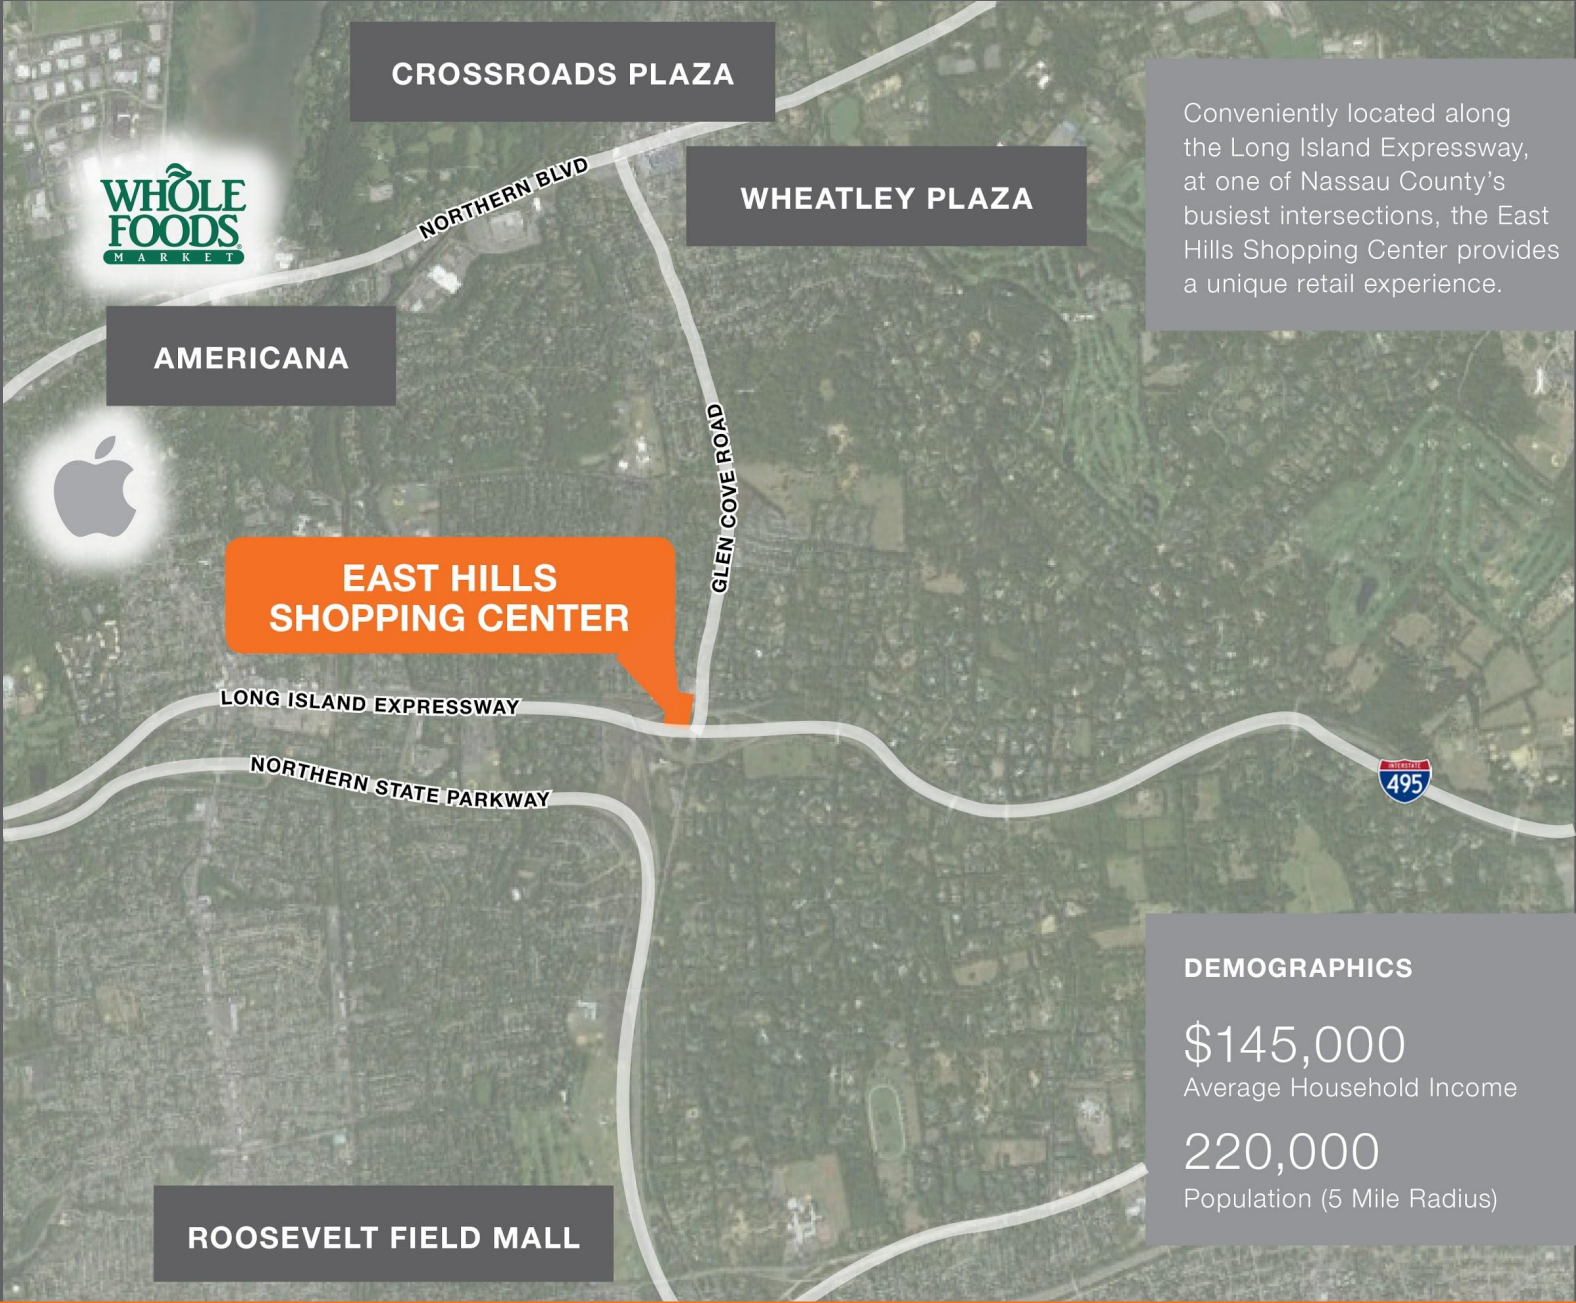 CROSSROADS PLAZA
Conveniently located along
the Long Island Expressway,
at one of Nassau County's
busiest intersections, the East
Hills Shopping Center provides
a unique retail experience.
WHOLE
FOODS®
MARKET
NORTHERN BLVD
WHEATLEY PLAZA
AMERICANA
GLEN COVE ROAD
EAST HILLS
SHOPPING CENTER
LONG ISLAND EXPRESSWAY
NORTHERN STATE PARKWAY
INTERSTATE
495
DEMOGRAPHICS
$145,000
Average Household Income
220,000
Population (5 Mile Radius)
ROOSEVELT FIELD MALL